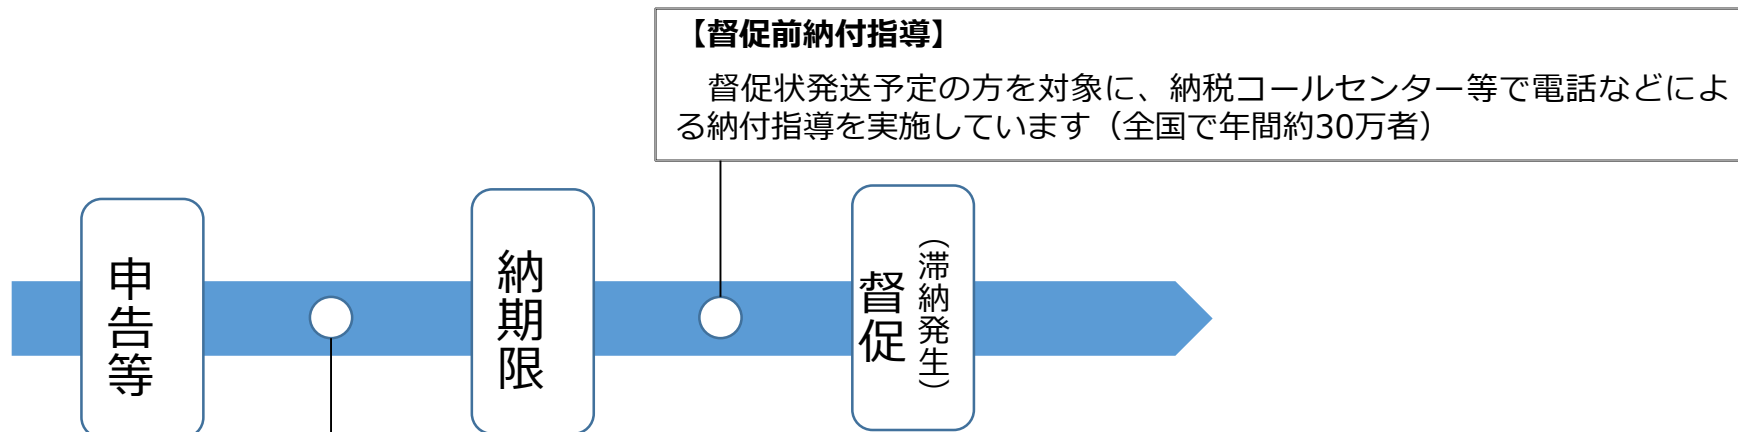 【督促前納付指導】
　督促状発送予定の方を対象に、納税コールセンター等で電話などによ
る納付指導を実施しています（全国で年間約30万者）
申告等
納期限
督促
（滞納発生）